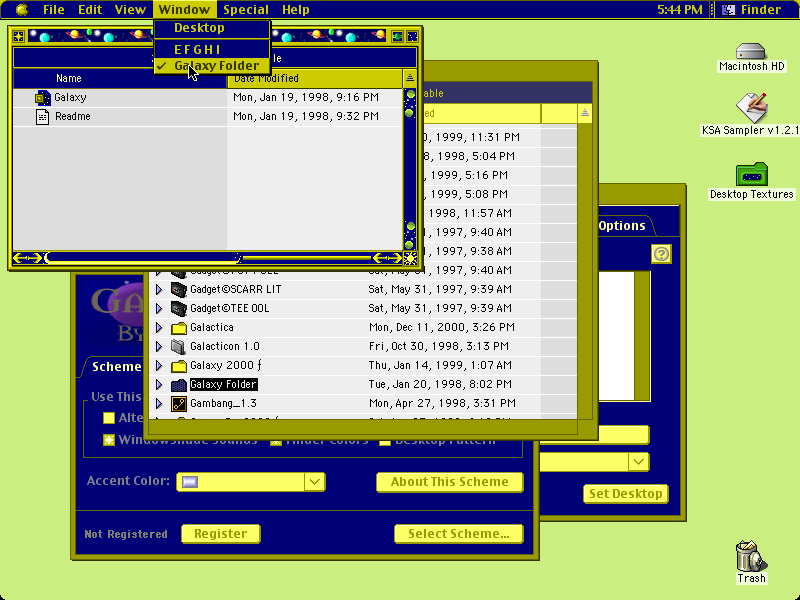 File Edit View Window Special Help 5:44 PM Finder
Desktop
E F G H I
✓ Galaxy Folder
Name Date Modified
Galaxy Mon, Jan 19, 1998, 9:16 PM
Readme Mon, Jan 19, 1998, 9:32 PM
Macintosh HD
KSA Sampler v1.2.1
Desktop Textures
Trash
able
ed
0, 1999, 11:31 PM
8, 1998, 5:04 PM
, 1999, 5:16 PM
, 1999, 5:08 PM
1998, 11:57 AM
1997, 9:40 AM
1997, 9:38 AM
1997, 9:40 AM
Gadget©SCARR LIT Sat, May 31, 1997, 9:39 AM
Gadget©TEE OOL Sat, May 31, 1997, 9:39 AM
Galactica Mon, Dec 11, 2000, 3:26 PM
Galacticon 1.0 Fri, Oct 30, 1998, 3:13 PM
Galaxy 2000 ƒ Thu, Jan 14, 1999, 1:07 AM
Galaxy Folder Tue, Jan 20, 1998, 8:02 PM
Gambang_1.3 Mon, Apr 27, 1998, 3:31 PM
Options
Set Desktop
GA
BY
Scheme
Use This
Alte
Windowshade Sounds Finder Colors Desktop Pattern
Accent Color: About This Scheme
Not Registered Register Select Scheme...